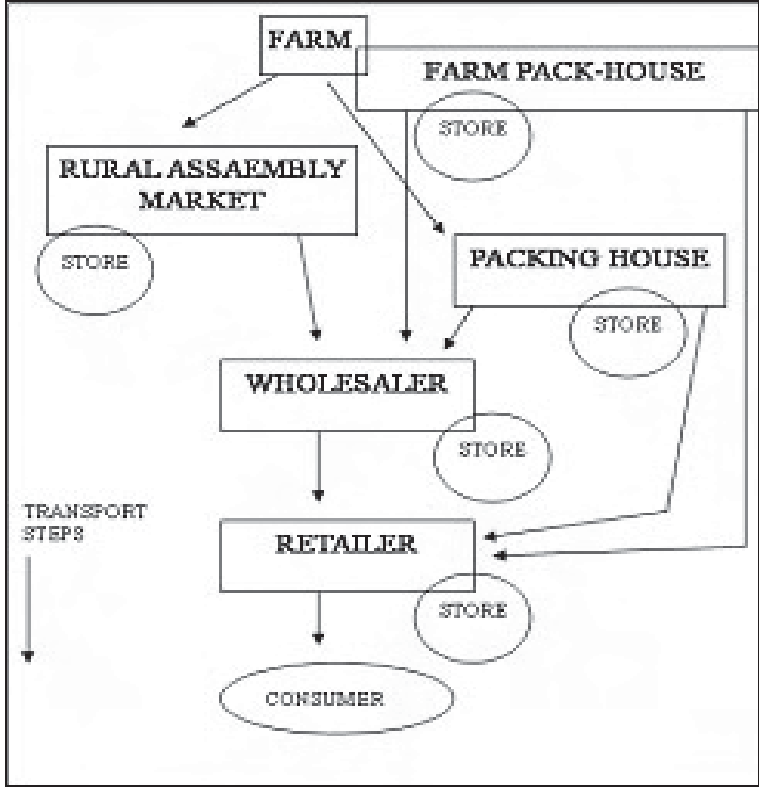 FARM
FARM PACK-HOUSE
STORE
RURAL ASSAEMBLY
MARKET
STORE
PACKING HOUSE
STORE
WHOLESALER
STORE
TRANSPORT
STEPS
RETAILER
STORE
CONSUMER